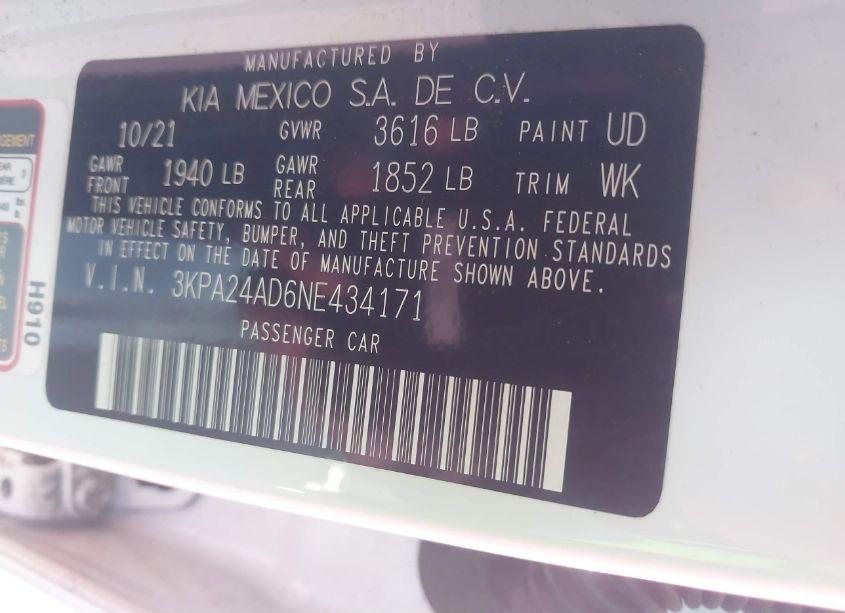 MANUFACTURED BY
KIA MEXICO S.A. DE C.V.
10/21 GVWR 3616 LB PAINT UD
GAWR FRONT 1940 LB GAWR REAR 1852 LB TRIM WK
THIS VEHICLE CONFORMS TO ALL APPLICABLE U.S.A. FEDERAL
MOTOR VEHICLE SAFETY, BUMPER, AND THEFT PREVENTION STANDARDS
IN EFFECT ON THE DATE OF MANUFACTURE SHOWN ABOVE.
V.I.N. 3KPA24AD6NE434171
PASSENGER CAR
H910